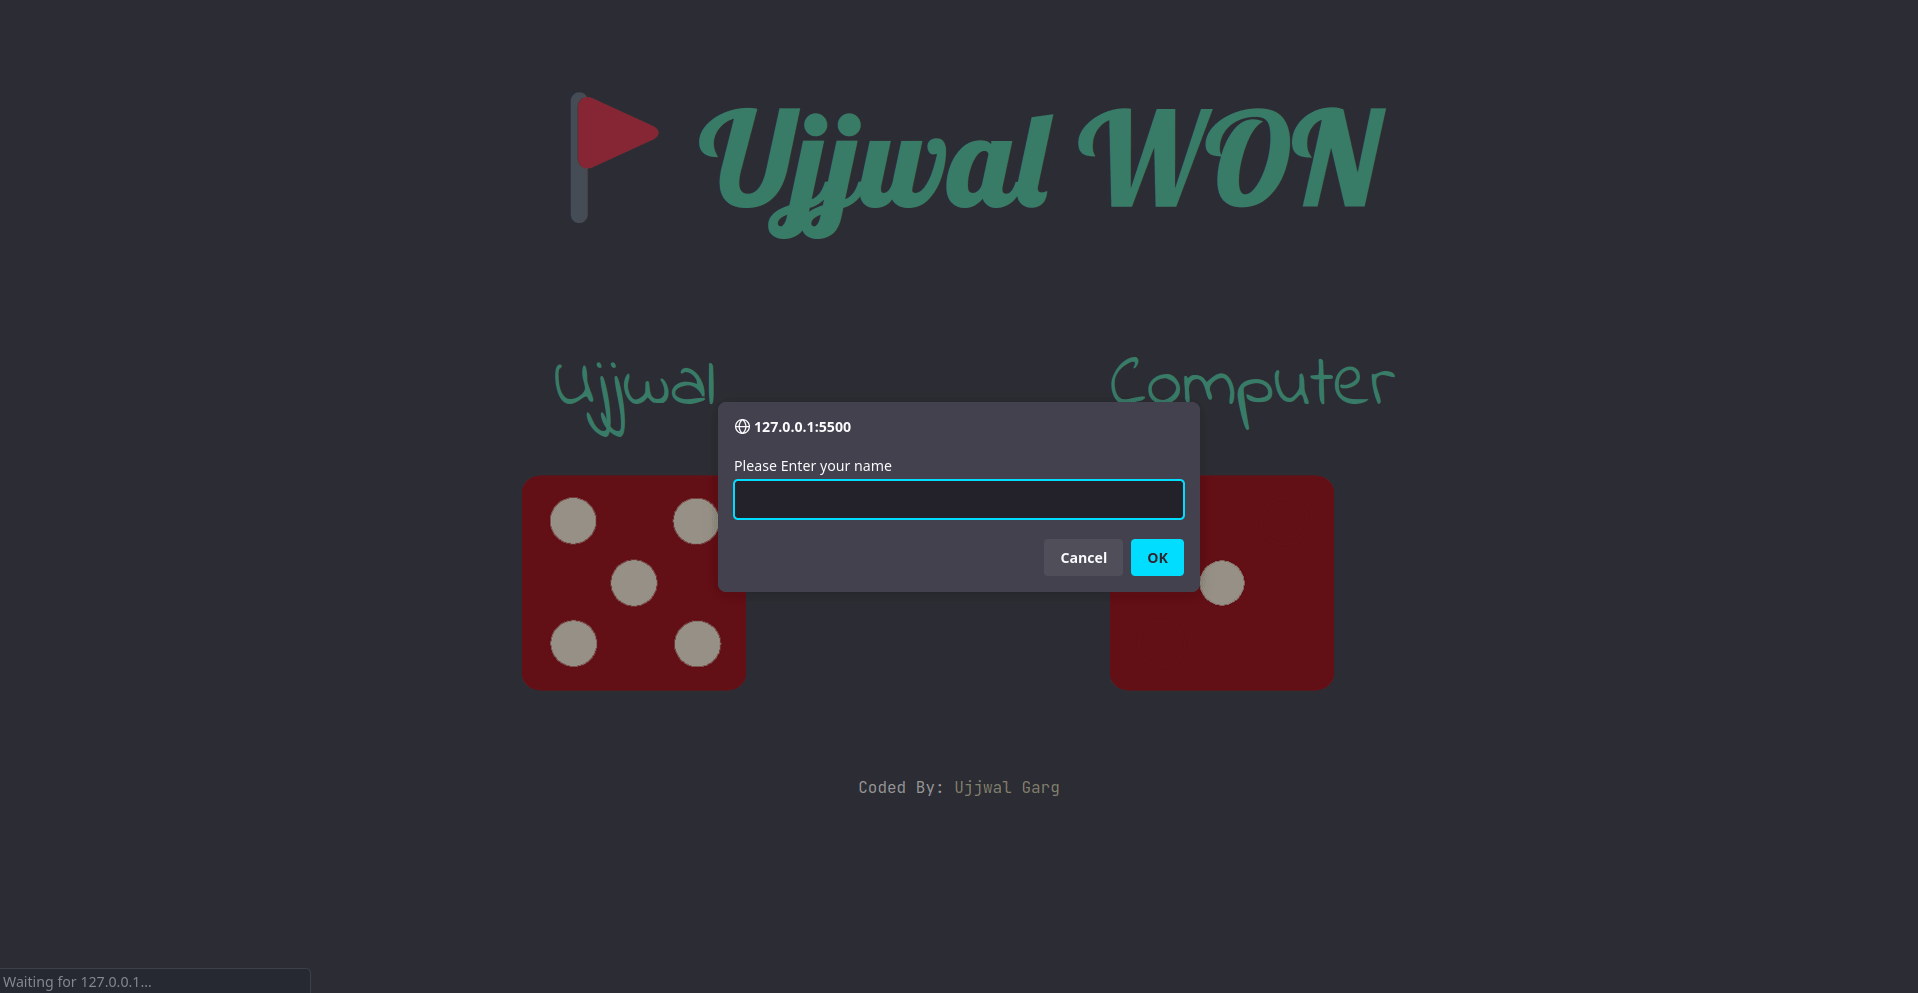 Ujjwal WON
Ujjwal
Computer
127.0.0.1:5500
Please Enter your name
Cancel
OK
Coded By: Ujjwal Garg
Waiting for 127.0.0.1...